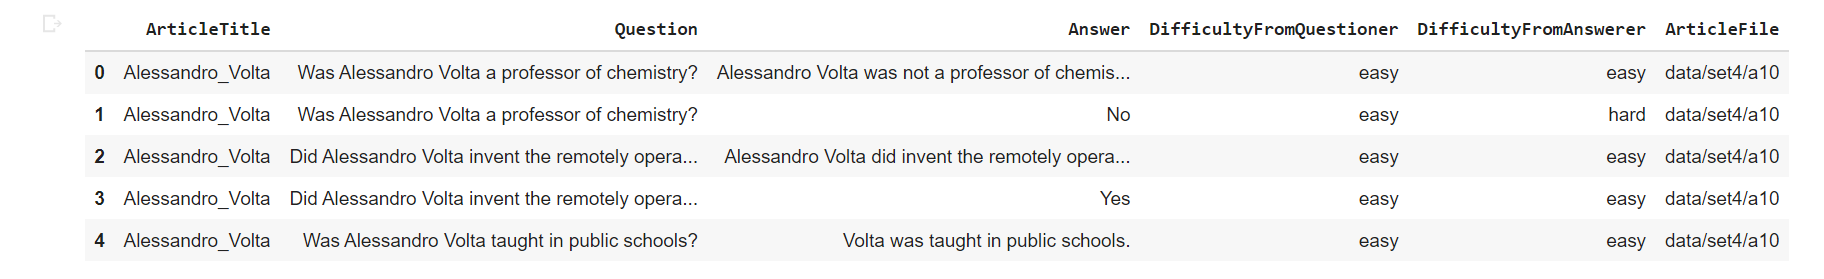 ArticleTitle Question Answer DifficultyFromQuestioner DifficultyFromAnswerer ArticleFile
0 Alessandro_Volta Was Alessandro Volta a professor of chemistry? Alessandro Volta was not a professor of chemis... easy easy data/set4/a10
1 Alessandro_Volta Was Alessandro Volta a professor of chemistry? No easy hard data/set4/a10
2 Alessandro_Volta Did Alessandro Volta invent the remotely opera... Alessandro Volta did invent the remotely opera... easy easy data/set4/a10
3 Alessandro_Volta Did Alessandro Volta invent the remotely opera... Yes easy easy data/set4/a10
4 Alessandro_Volta Was Alessandro Volta taught in public schools? Volta was taught in public schools. easy easy data/set4/a10